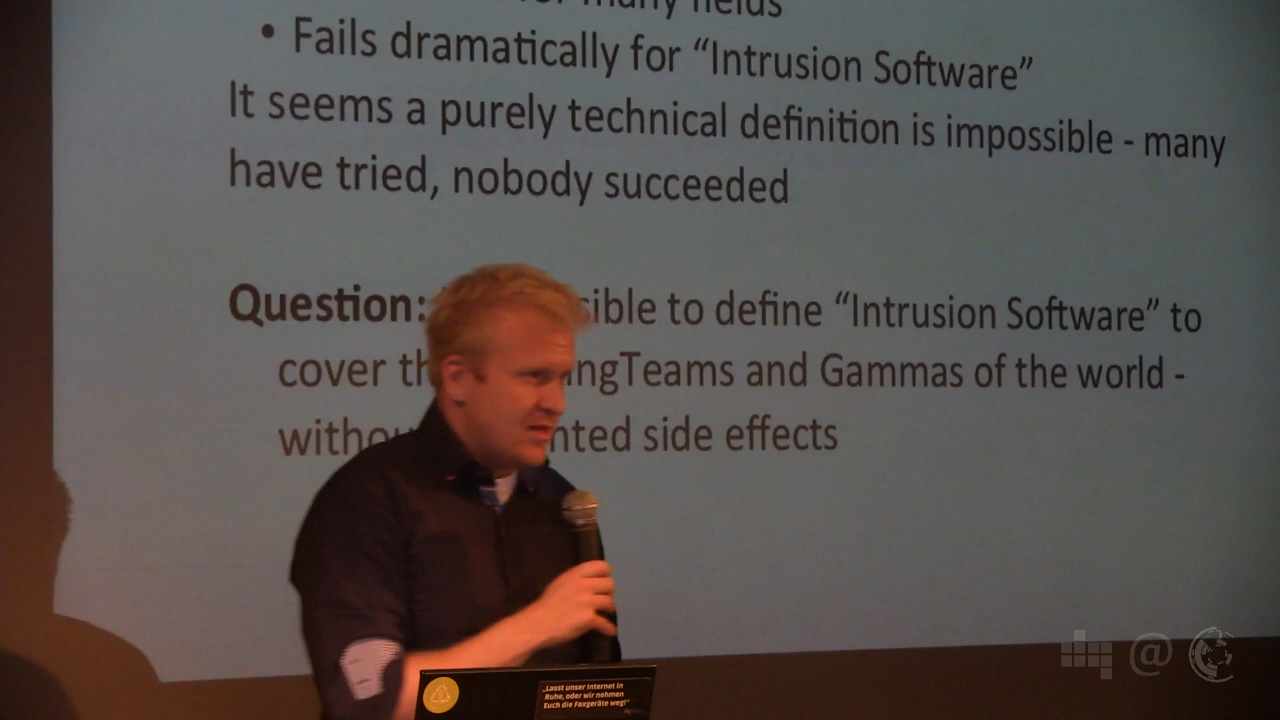 many fields
• Fails dramatically for “Intrusion Software”
It seems a purely technical definition is impossible - many
have tried, nobody succeeded
Question: sible to define “Intrusion Software” to
cover th ngTeams and Gammas of the world -
witho nted side effects
„Lasst unser Internet in
Ruhe, oder wir nehmen
Euch die Faxgeräte weg!“
@